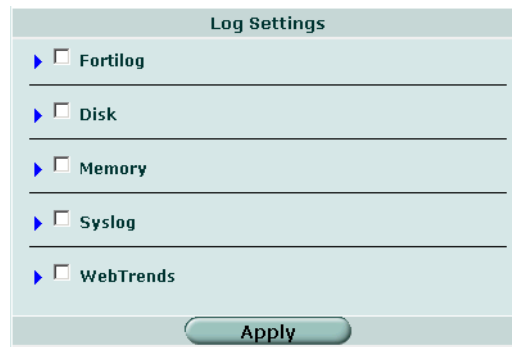 Log Settings
Fortilog
Disk
Memory
Syslog
WebTrends
Apply